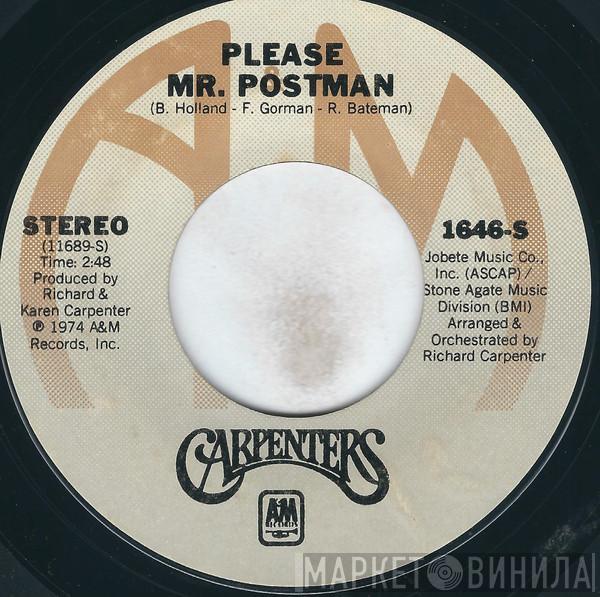 PLEASE
MR. POSTMAN
(B. Holland - F. Gorman - R. Bateman)
STEREO
(11689-S)
Time: 2:48
Produced by
Richard &
Karen Carpenter
℗ 1974 A&M
Records, Inc.
1646-S
Jobete Music Co.,
Inc. (ASCAP) /
Stone Agate Music
Division (BMI)
Arranged &
Orchestrated by
Richard Carpenter
CARPENTERS
A&M
RECORDS
МАРКЕТ ВИНИЛА